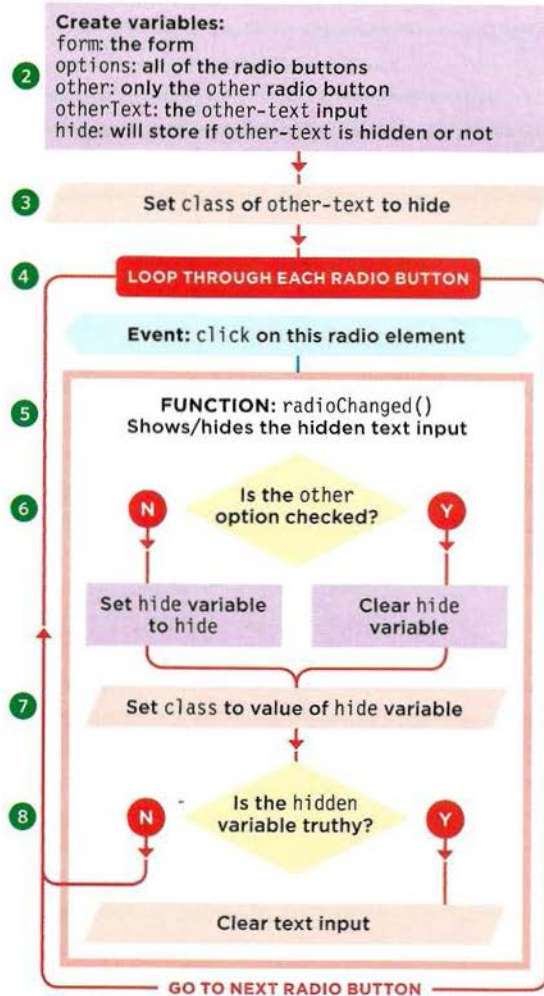 Create variables:
form: the form
options: all of the radio buttons
other: only the other radio button
otherText: the other-text input
hide: will store if other-text is hidden or not
2
3
Set class of other-text to hide
4
LOOP THROUGH EACH RADIO BUTTON
Event: click on this radio element
5
FUNCTION: radioChanged()
Shows/hides the hidden text input
6
N
Is the other
option checked?
Y
Set hide variable
to hide
Clear hide
variable
7
Set class to value of hide variable
8
N
Is the hidden
variable truthy?
Y
Clear text input
GO TO NEXT RADIO BUTTON